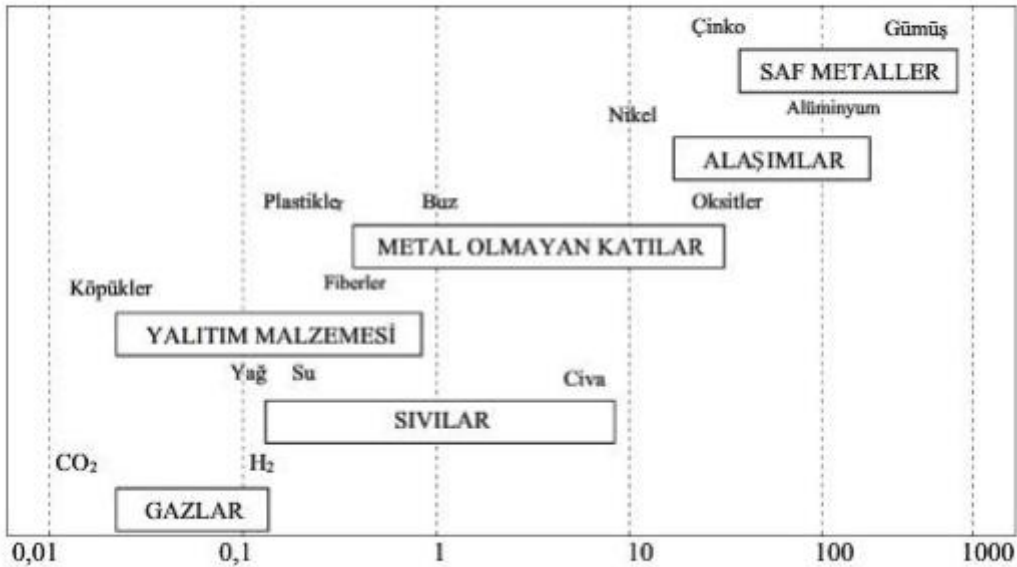 Çinko Gümüş
SAF METALLER
Alüminyum
Nikel
ALAŞIMLAR
Plastikler Buz Oksitler
METAL OLMAYAN KATILAR
Fiberler
Köpükler
YALITIM MALZEMESİ
Yağ Su Civa
SIVILAR
CO₂ H₂
GAZLAR
0,01 0,1 1 10 100 1000